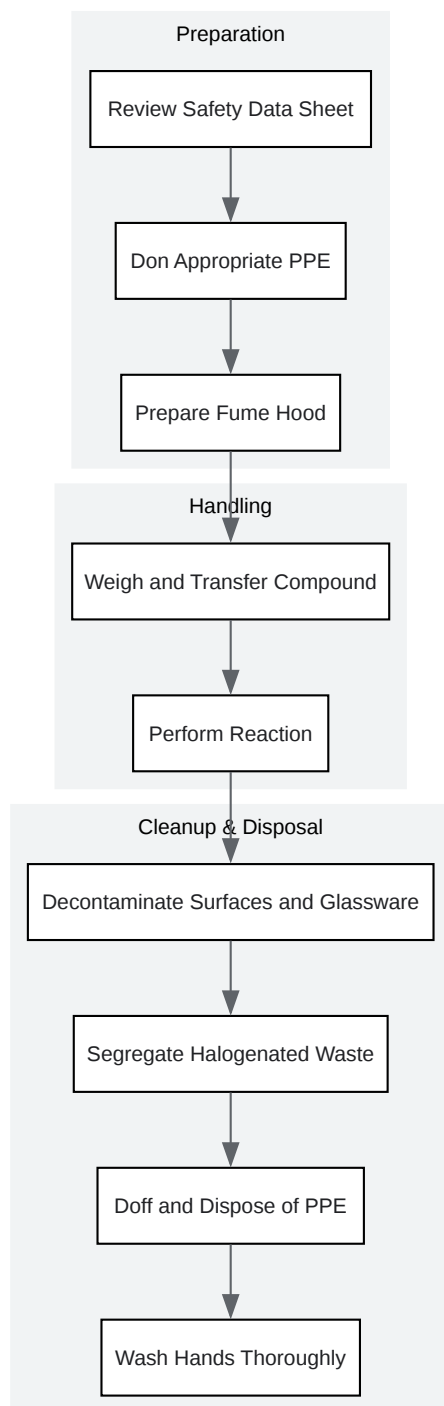 Preparation
Review Safety Data Sheet
Don Appropriate PPE
Prepare Fume Hood
Handling
Weigh and Transfer Compound
Perform Reaction
Cleanup & Disposal
Decontaminate Surfaces and Glassware
Segregate Halogenated Waste
Doff and Dispose of PPE
Wash Hands Thoroughly